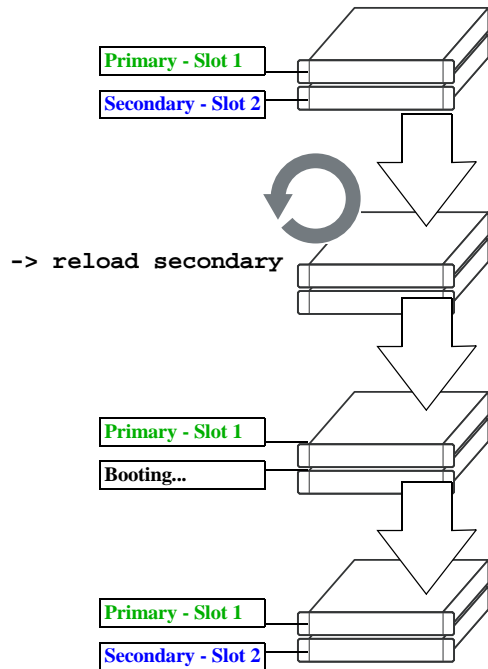 Primary - Slot 1
Secondary - Slot 2
-> reload secondary
Primary - Slot 1
Booting...
Primary - Slot 1
Secondary - Slot 2